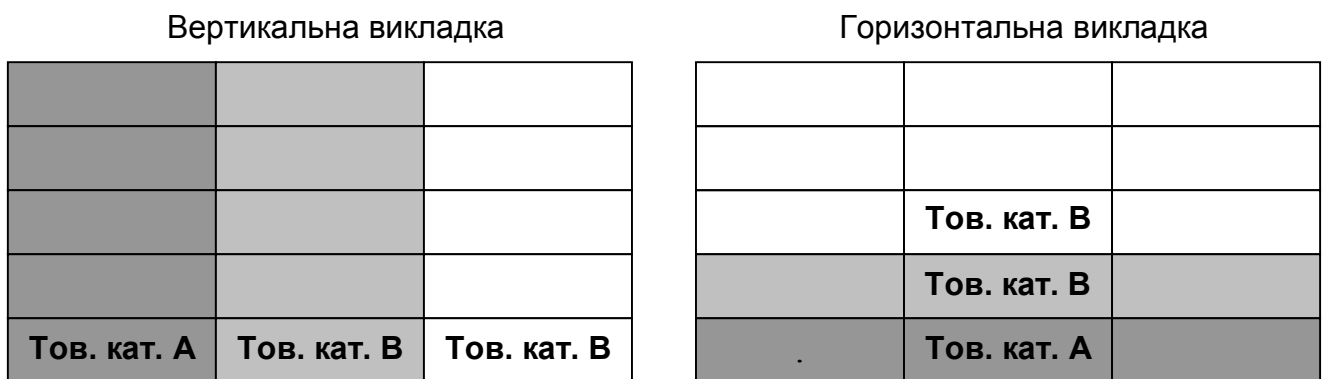 Вертикальна викладка
Тов. кат. А Тов. кат. В Тов. кат. В
Горизонтальна викладка
Тов. кат. В
Тов. кат. В
Тов. кат. А